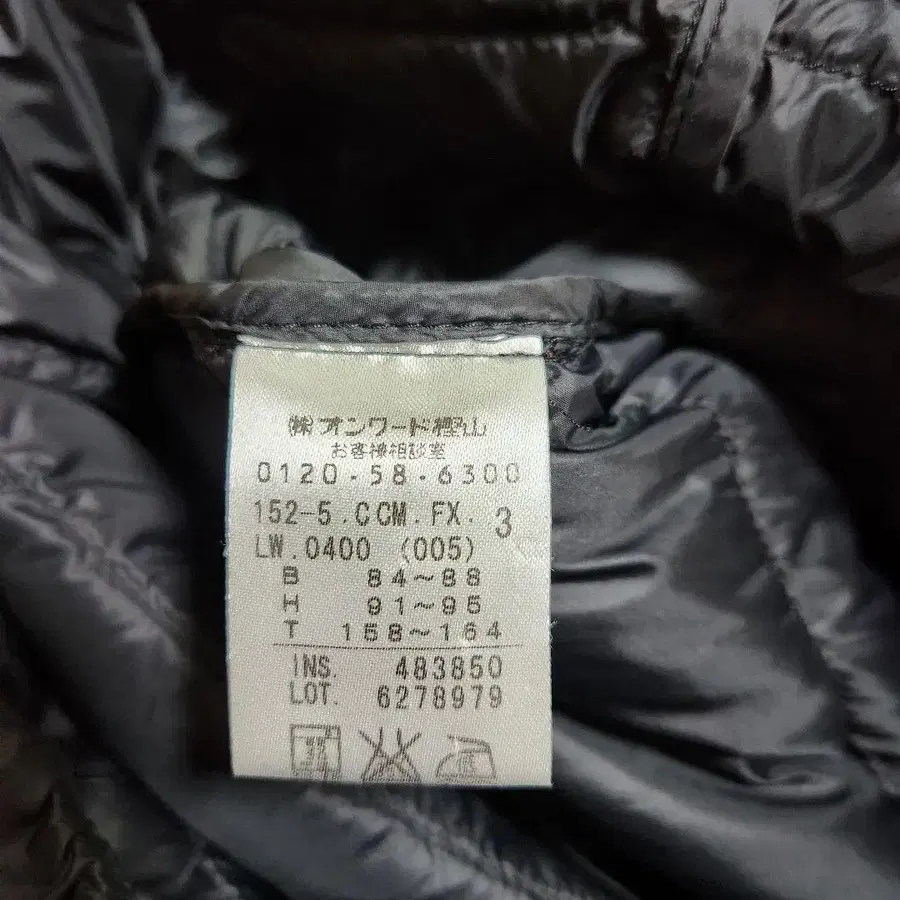 ㈱オンワード樫山
お客様相談室
0120-58-6300
152-5.CCM.FX. 3
LW.0400 (005)
B 84~88
H 91~95
T 158~164
INS. 483850
LOT. 6278979